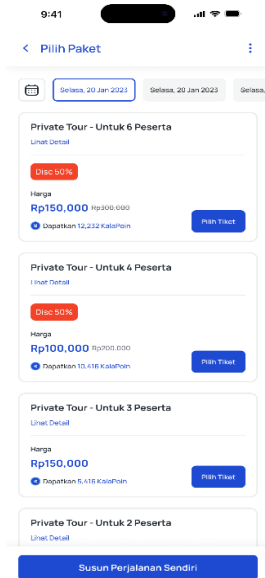 9:41
Pilih Paket
Selasa, 20 Jan 2023
Selasa, 20 Jan 2023
Selasa,
Private Tour - Untuk 6 Peserta
Lihat Detail
Disc 50%
Harga
Rp150,000 Rp300,000
Dapatkan 12,232 KalaPoin
Pilih Tiket
Private Tour - Untuk 4 Peserta
Lihat Detail
Disc 50%
Harga
Rp100,000 Rp200.000
Dapatkan 10,416 KalaPoin
Pilih Tiket
Private Tour - Untuk 3 Peserta
Lihat Detail
Harga
Rp150,000
Dapatkan 5,416 KalaPoin
Pilih Tiket
Private Tour - Untuk 2 Peserta
Lihat Detail
Susun Perjalanan Sendiri